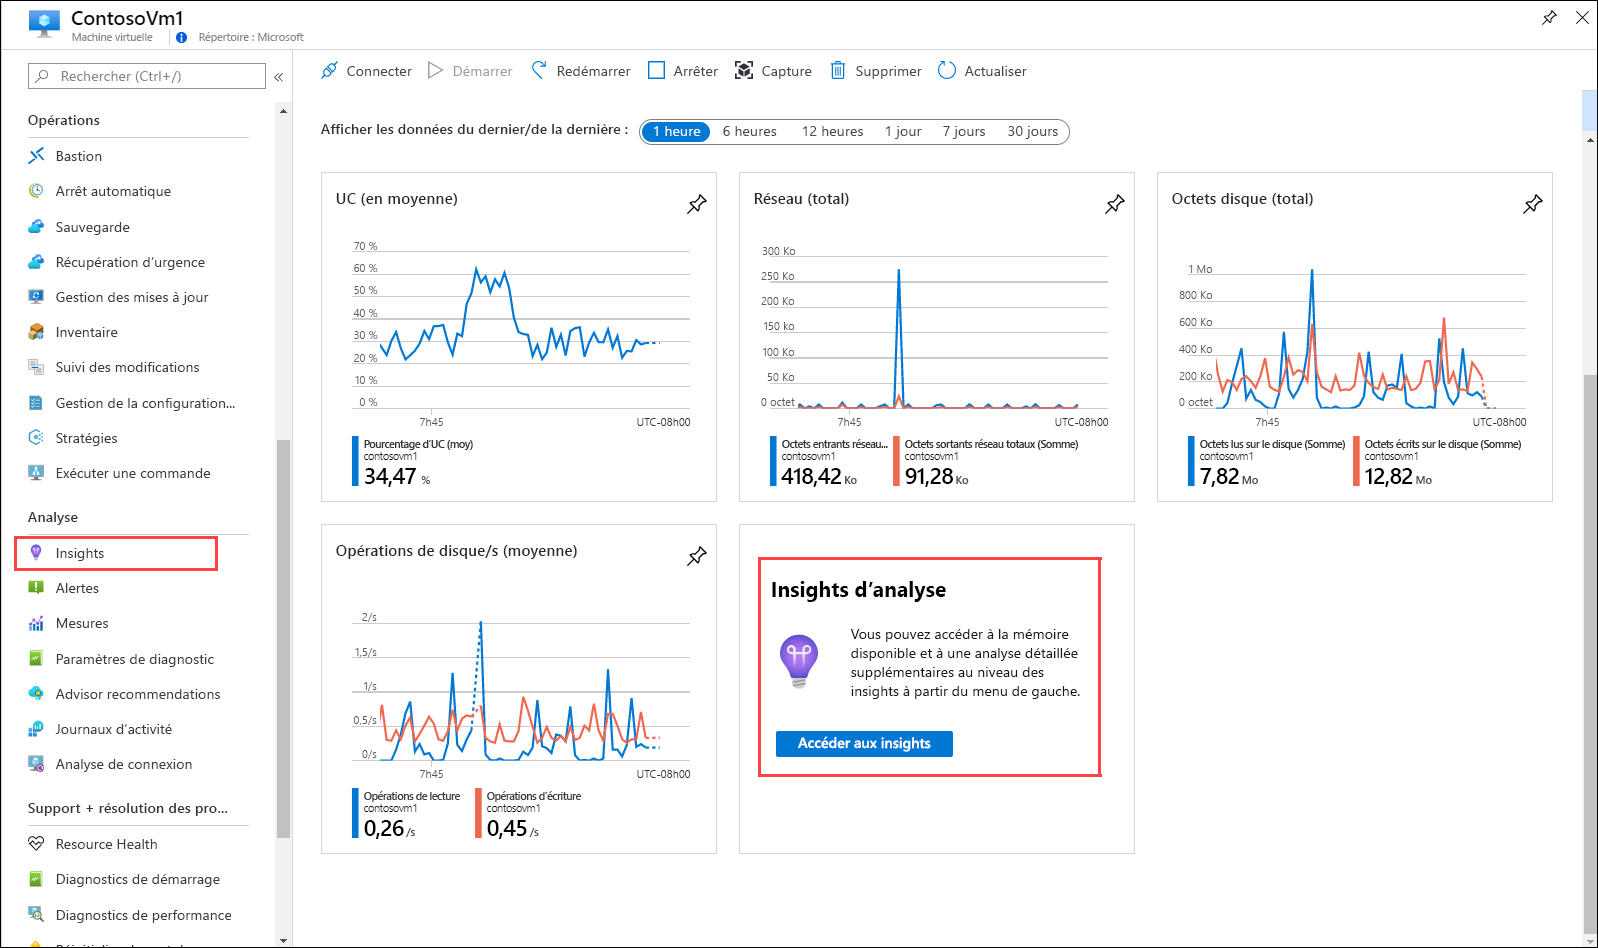 ContosoVm1
Machine virtuelle
Répertoire : Microsoft
Rechercher (Ctrl+/)
«
Connecter
Démarrer
Redémarrer
Arrêter
Capture
Supprimer
Actualiser
Opérations
Bastion
Arrêt automatique
Sauvegarde
Récupération d’urgence
Gestion des mises à jour
Inventaire
Suivi des modifications
Gestion de la configuration...
Stratégies
Exécuter une commande
Analyse
Insights
Alertes
Mesures
Paramètres de diagnostic
Advisor recommendations
Journaux d’activité
Analyse de connexion
Support + résolution des pro...
Resource Health
Diagnostics de démarrage
Diagnostics de performance
Afficher les données du dernier/de la dernière :
1 heure
6 heures
12 heures
1 jour
7 jours
30 jours
UC (en moyenne)
70 %
60 %
50 %
40 %
30 %
20 %
10 %
0 %
7h45
UTC-08h00
Pourcentage d’UC (moy)
contosovm1
34,47 %
Réseau (total)
300 Ko
250 Ko
200 Ko
150 ko
100 Ko
50 Ko
0 octet
7h45
UTC-08h00
Octets entrants réseau...
contosovm1
418,42 Ko
Octets sortants réseau totaux (Somme)
contosovm1
91,28 Ko
Octets disque (total)
1 Mo
800 Ko
600 Ko
400 Ko
200 Ko
0 octet
7h45
UTC-08h00
Octets lus sur le disque (Somme)
contosovm1
7,82 Mo
Octets écrits sur le disque (Somme)
contosovm1
12,82 Mo
Opérations de disque/s (moyenne)
2/s
1,5/s
1/s
0,5/s
0/s
7h45
UTC-08h00
Opérations de lecture
contosovm1
0,26 /s
Opérations d’écriture
contosovm1
0,45 /s
Insights d’analyse
Vous pouvez accéder à la mémoire
disponible et à une analyse détaillée
supplémentaires au niveau des
insights à partir du menu de gauche.
Accéder aux insights